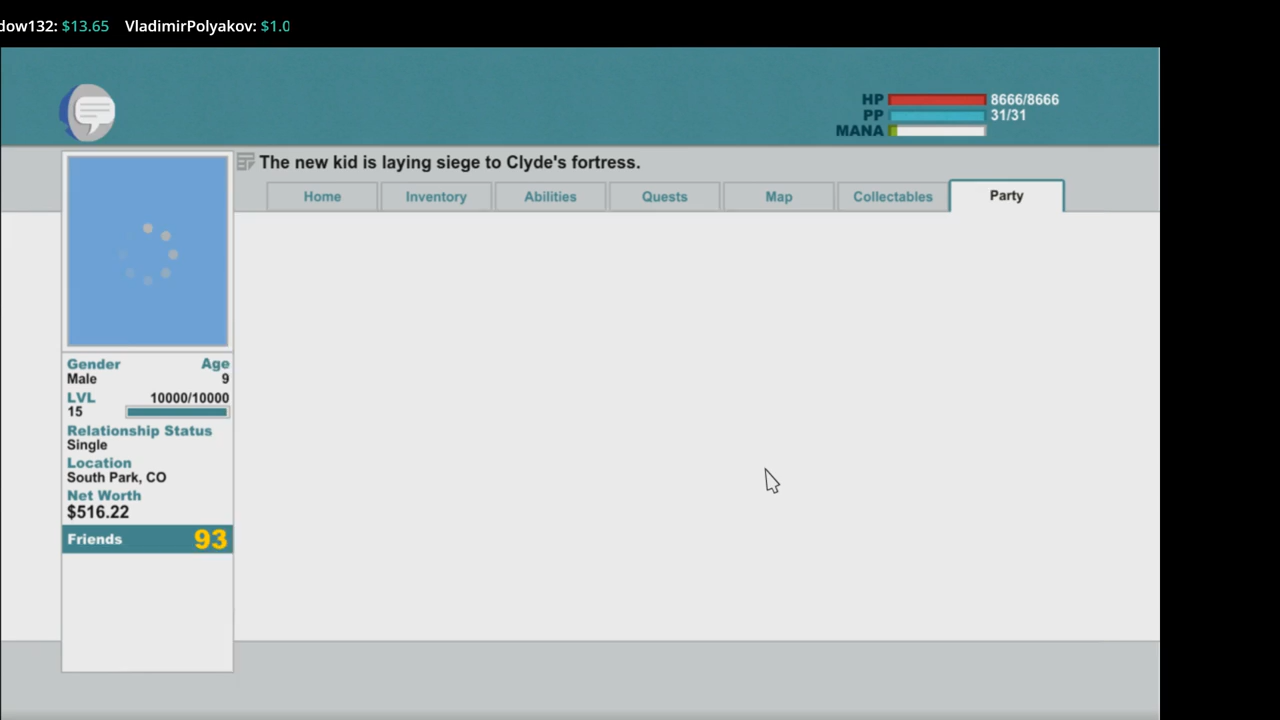 dow132: $13.65 VladimirPolyakov: $1.0
HP 8666/8666
PP 31/31
MANA
The new kid is laying siege to Clyde's fortress.
Home Inventory Abilities Quests Map Collectables Party
Gender Age
Male 9
LVL 10000/10000
15
Relationship Status
Single
Location
South Park, CO
Net Worth
$516.22
Friends 93